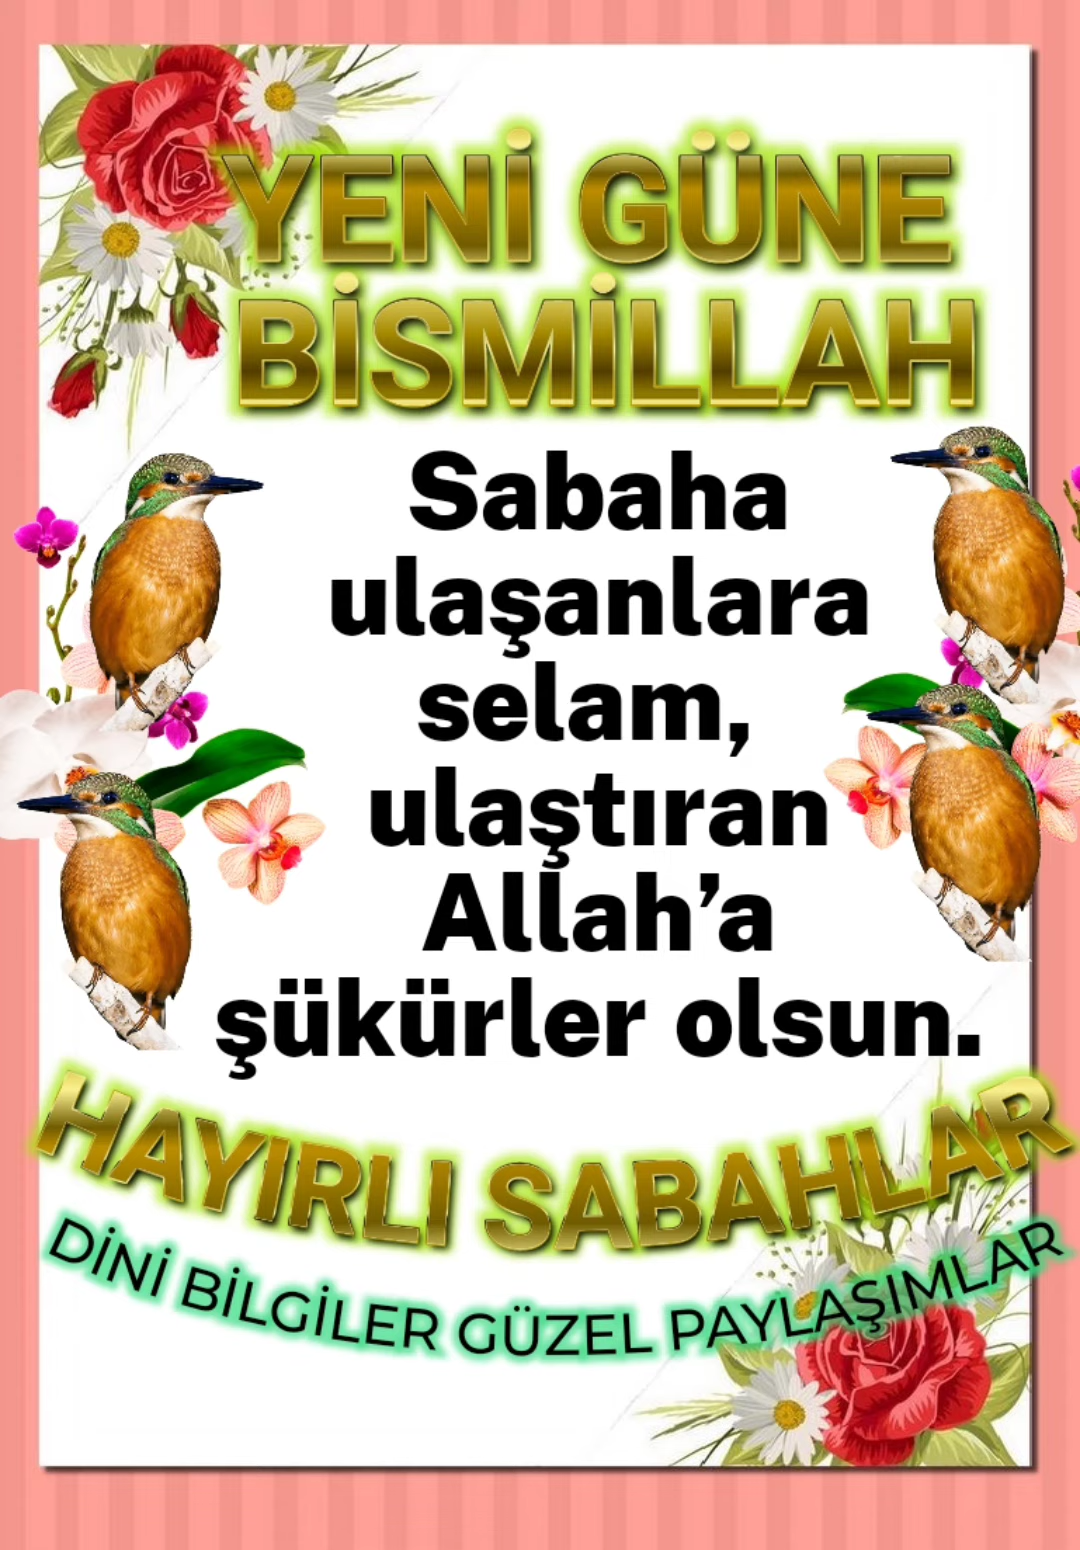 YENİ GÜNE
BİSMİLLAH
Sabaha
ulaşanlara
selam,
ulaştıran
Allah’a
şükürler olsun.
HAYIRLI SABAHLAR
DİNİ BİLGİLER GÜZEL PAYLAŞIMLAR